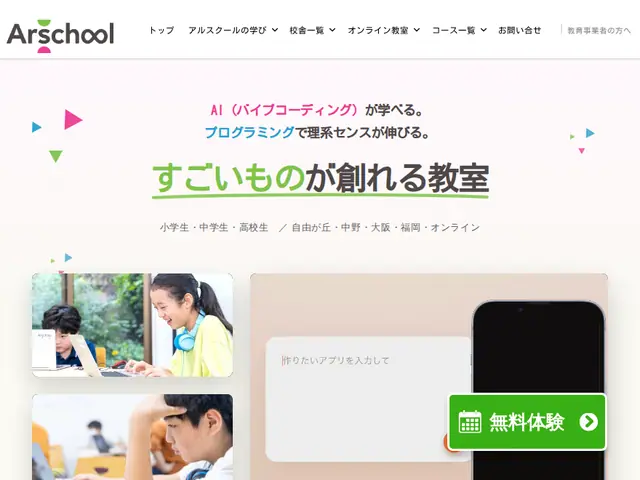 Arschool
トップ
アルスクールの学び
校舎一覧
オンライン教室
コース一覧
お問い合せ
教育事業者の方へ
AI（バイブコーディング）が学べる。
プログラミングで理系センスが伸びる。
すごいものが創れる教室
小学生・中学生・高校生　／自由が丘・中野・大阪・福岡・オンライン
作りたいアプリを入力して
無料体験